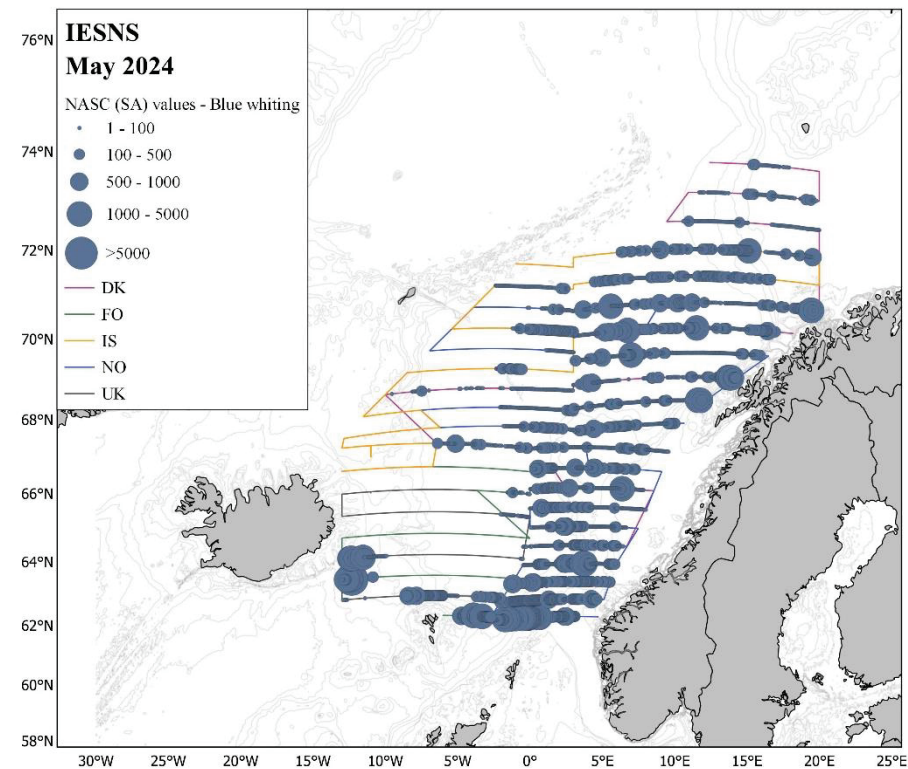 IESNS
May 2024
NASC (SA) values - Blue whiting
1 - 100
100 - 500
500 - 1000
1000 - 5000
>5000
DK
FO
IS
NO
UK
76°N
74°N
72°N
70°N
68°N
66°N
64°N
62°N
60°N
58°N
30°W 25°W 20°W 15°W 10°W 5°W 0° 5°E 10°E 15°E 20°E 25°E